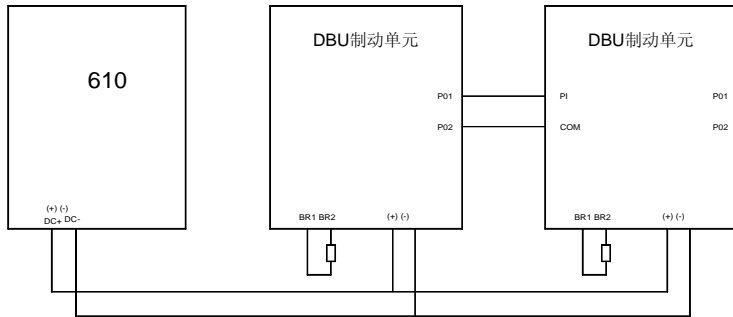 DBU制动单元
DBU制动单元
610
P01
PI
P01
P02
COM
P02
(+) (-)
DC+ DC-
BR1 BR2
(+) (-)
BR1 BR2
(+) (-)